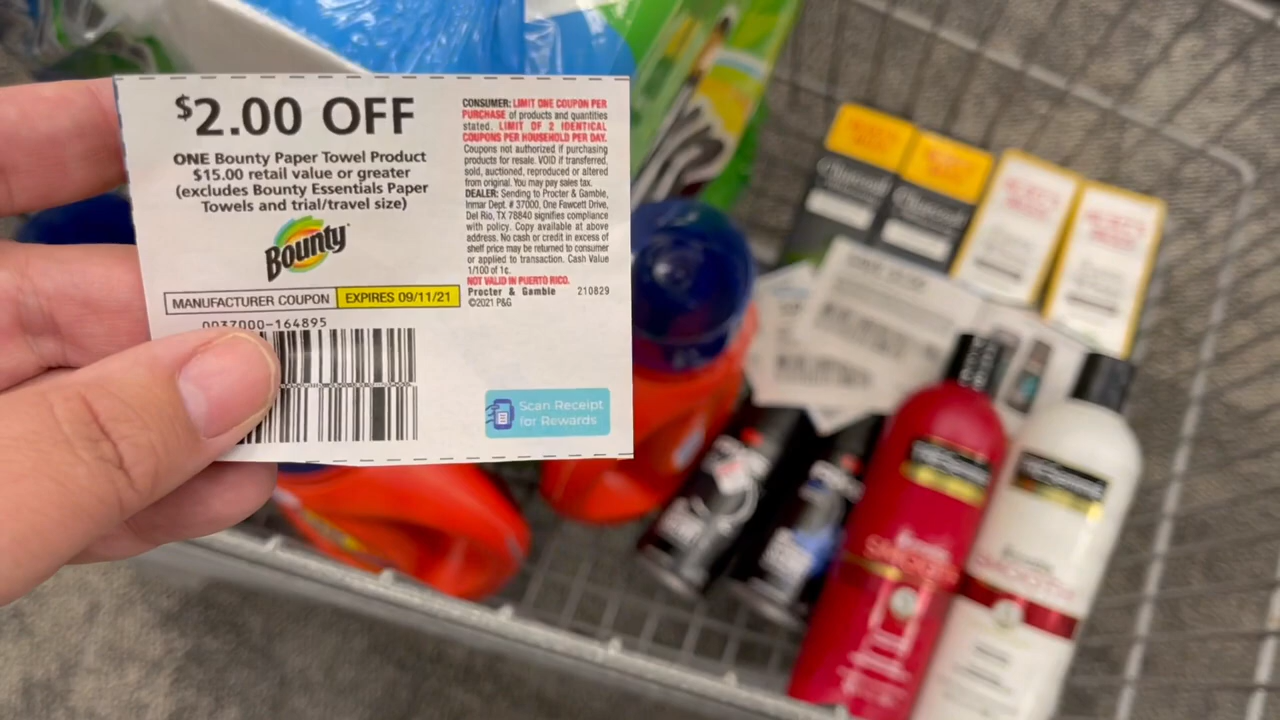 $2.00 OFF
ONE Bounty Paper Towel Product
$15.00 retail value or greater
(excludes Bounty Essentials Paper
Towels and trial/travel size)
Bounty
MANUFACTURER COUPON EXPIRES 09/11/21
0037000-164895
CONSUMER: LIMIT ONE COUPON PER
PURCHASE of products and quantities
stated. LIMIT OF 2 IDENTICAL
COUPONS PER HOUSEHOLD PER DAY.
Coupons not authorized if purchasing
products for resale. VOID if transferred,
sold, auctioned, reproduced or altered
from original. You may pay sales tax.
DEALER: Sending to Procter & Gamble,
Inmar Dept. # 37000, One Fawcett Drive,
Del Rio, TX 78840 signifies compliance
with policy. Copy available at above
address. No cash or credit in excess of
shelf price may be returned to consumer
or applied to transaction. Cash Value
1/100 of 1¢.
NOT VALID IN PUERTO RICO.
Procter & Gamble 210829
©2021 P&G
Scan Receipt
for Rewards